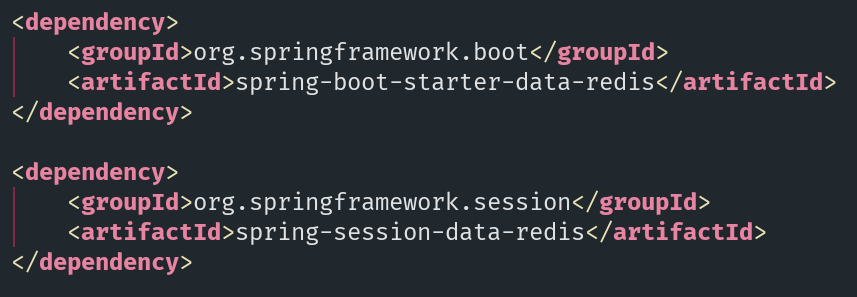 <dependency>
    <groupId>org.springframework.boot</groupId>
    <artifactId>spring-boot-starter-data-redis</artifactId>
</dependency>

<dependency>
    <groupId>org.springframework.session</groupId>
    <artifactId>spring-session-data-redis</artifactId>
</dependency>